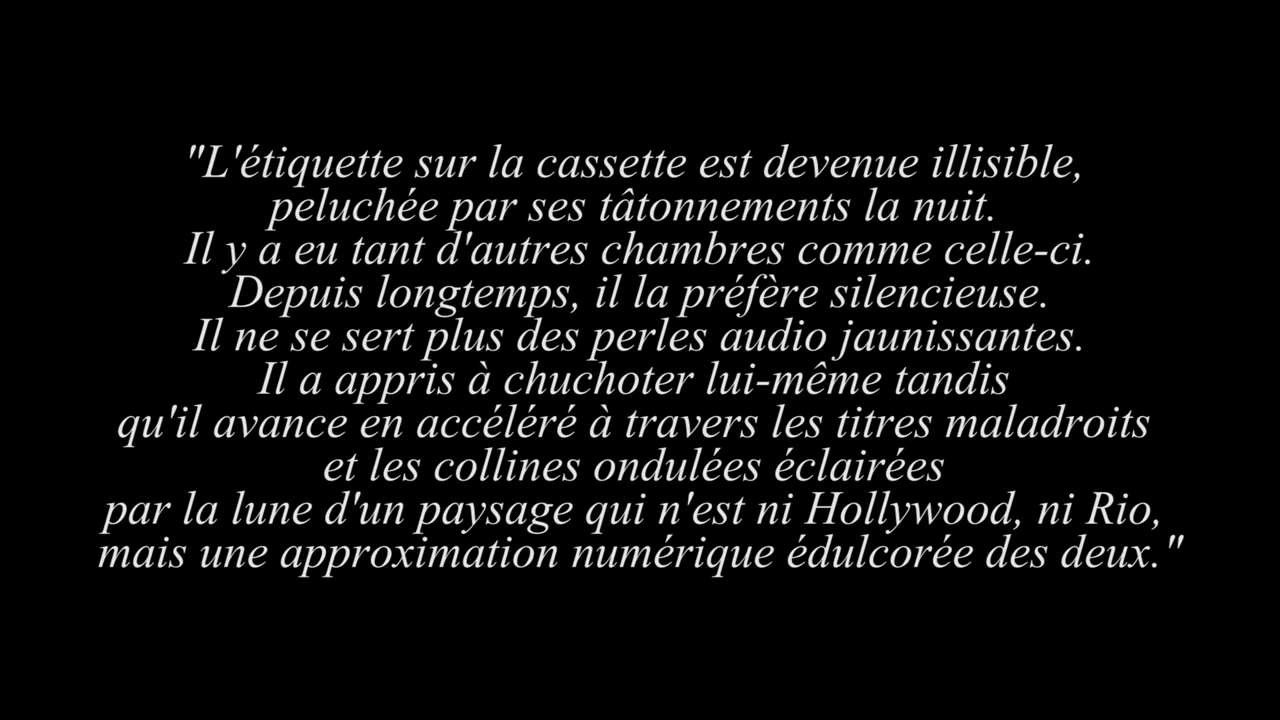 "L'étiquette sur la cassette est devenue illisible,
peluchée par ses tâtonnements la nuit.
Il y a eu tant d'autres chambres comme celle-ci.
Depuis longtemps, il la préfère silencieuse.
Il ne se sert plus des perles audio jaunissantes.
Il a appris à chuchoter lui-même tandis
qu'il avance en accéléré à travers les titres maladroits
et les collines ondulées éclairées
par la lune d'un paysage qui n'est ni Hollywood, ni Rio,
mais une approximation numérique édulcorée des deux."